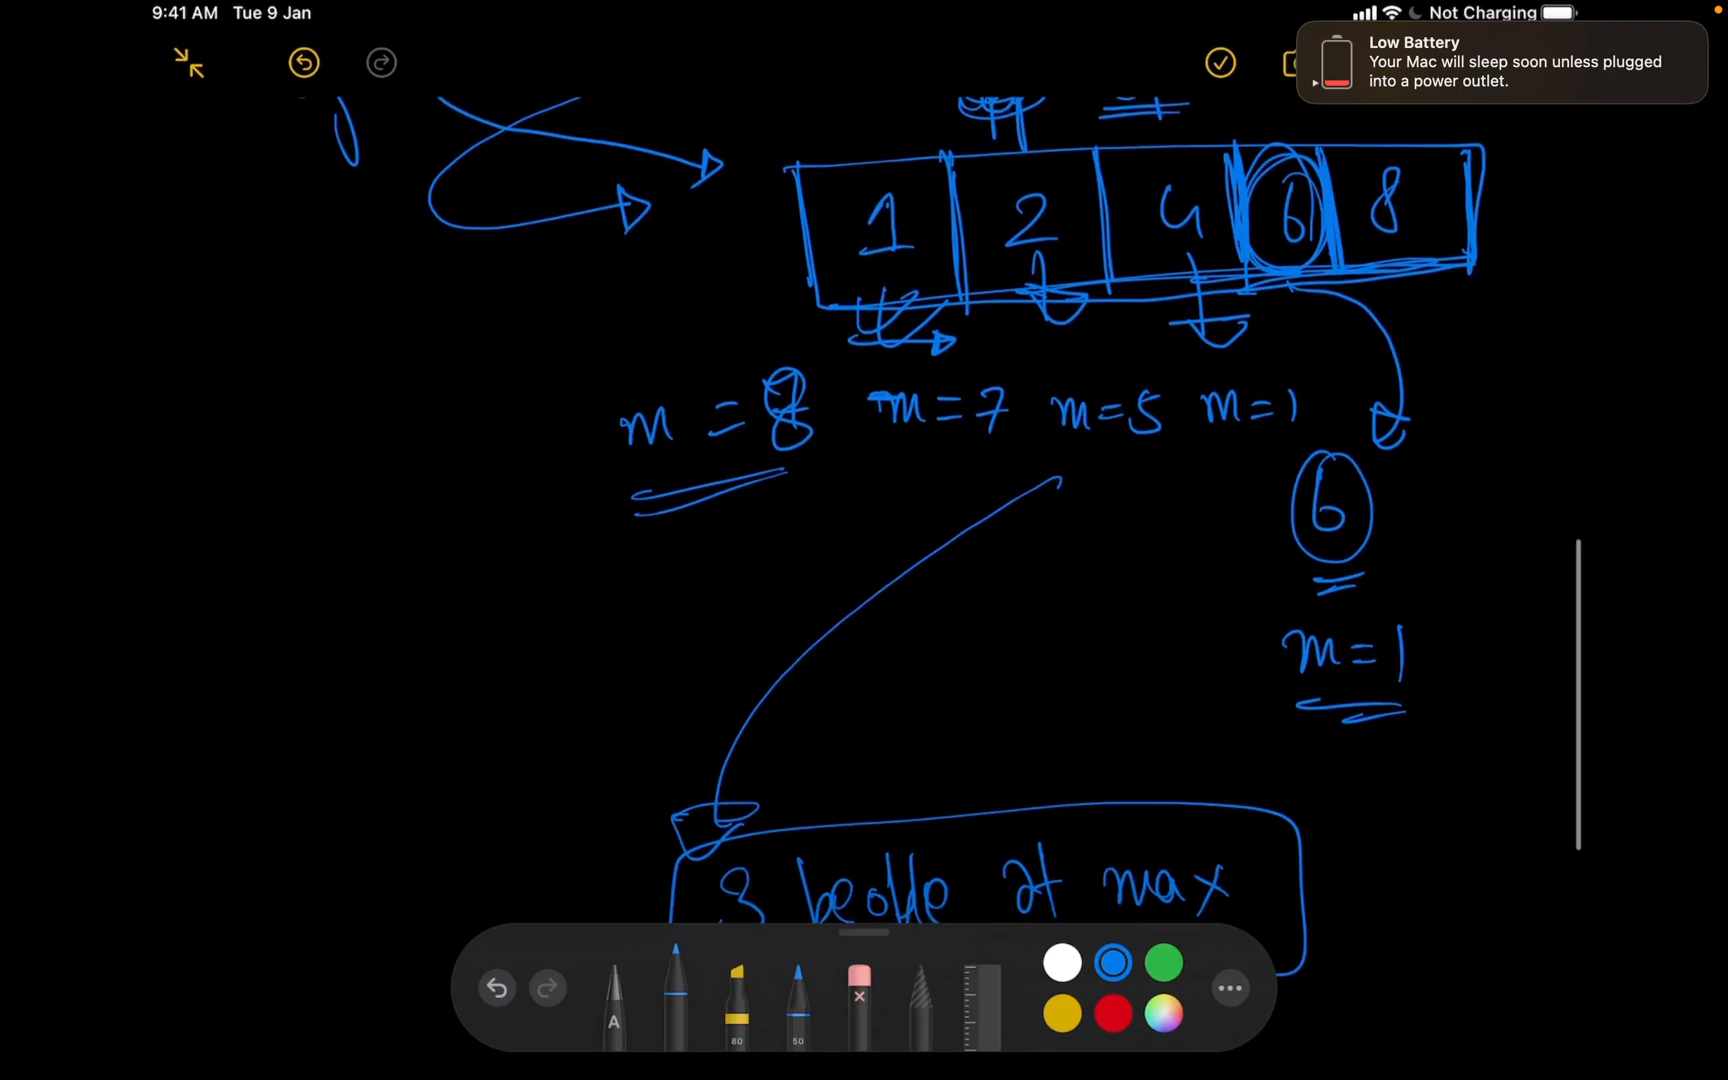 9:41 AM Tue 9 Jan
Not Charging
Low Battery
Your Mac will sleep soon unless plugged
into a power outlet.
1 2 4 6 8
m = 8 m=7 m=5 m=1
6
m=1
3 people at max
A
80
50